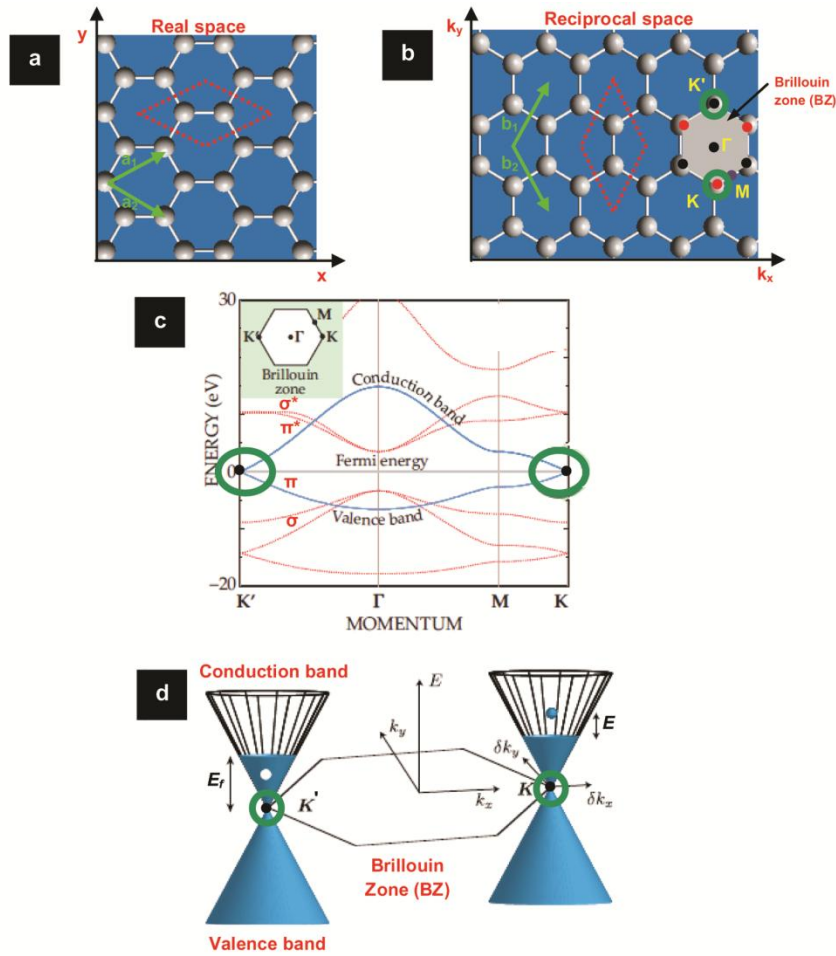 a
y
Real space
a1
a2
x
b
ky
Reciprocal space
K'
Brillouin
zone (BZ)
b1
b2
Γ
K
M
kx
c
30
M
K'
Γ
K
Brillouin
zone
Conduction band
σ*
π*
Fermi energy
ENERGY (eV)
0
π
Valence band
σ
−20
K′
Γ
M
K
MOMENTUM
d
Conduction band
E
ky
E
δky
Ef
K'
kx
K
δkx
Brillouin
Zone (BZ)
Valence band